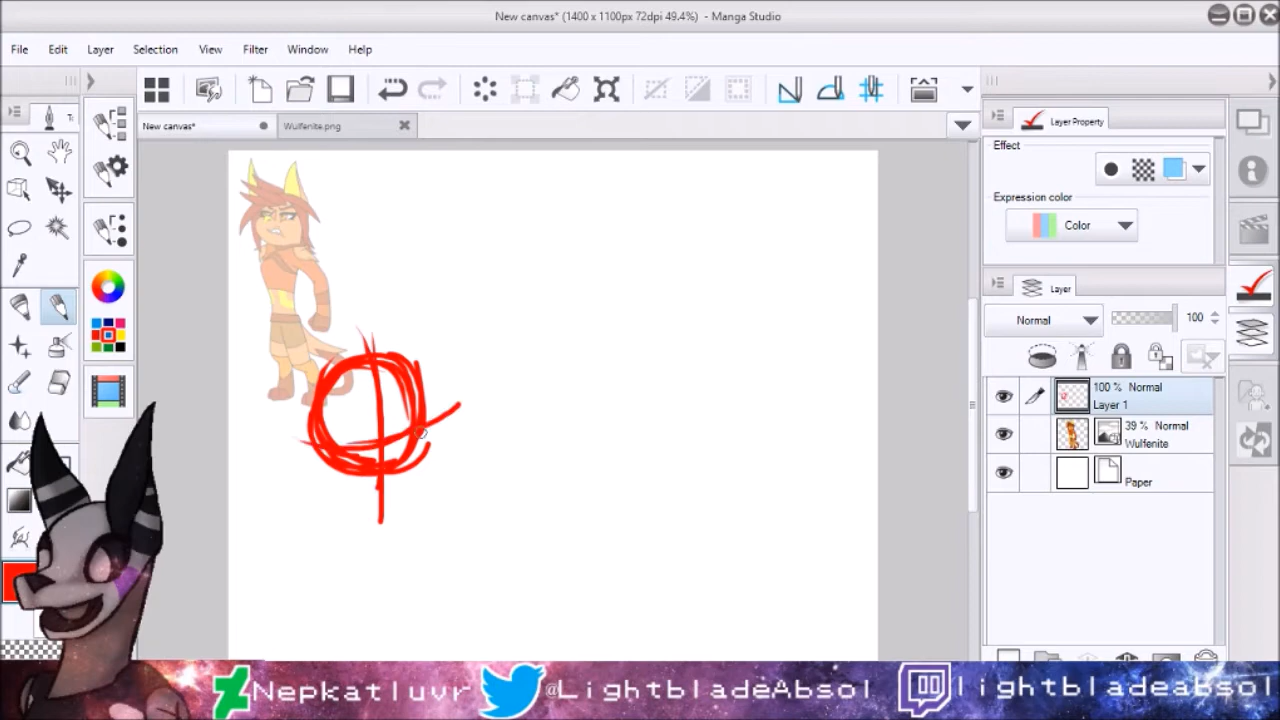 New canvas* (1400 x 1100px 72dpi 49.4%) - Manga Studio
File Edit Layer Selection View Filter Window Help
New canvas* Wulfenite.png
Layer Property
Effect
Expression color
Color
Layer
Normal 100
100 % Normal
Layer 1
39 % Normal
Wulfenite
Paper
Nepkatluvr @LightbladeAbsol lightbladeabsol